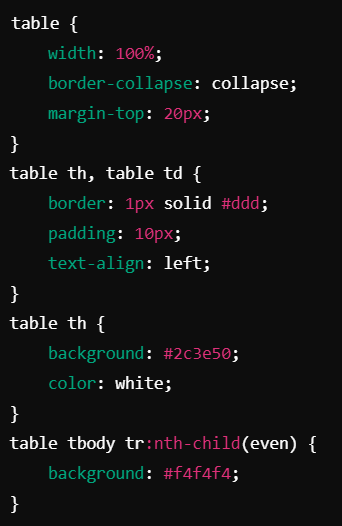 table {
    width: 100%;
    border-collapse: collapse;
    margin-top: 20px;
}
table th, table td {
    border: 1px solid #ddd;
    padding: 10px;
    text-align: left;
}
table th {
    background: #2c3e50;
    color: white;
}
table tbody tr:nth-child(even) {
    background: #f4f4f4;
}